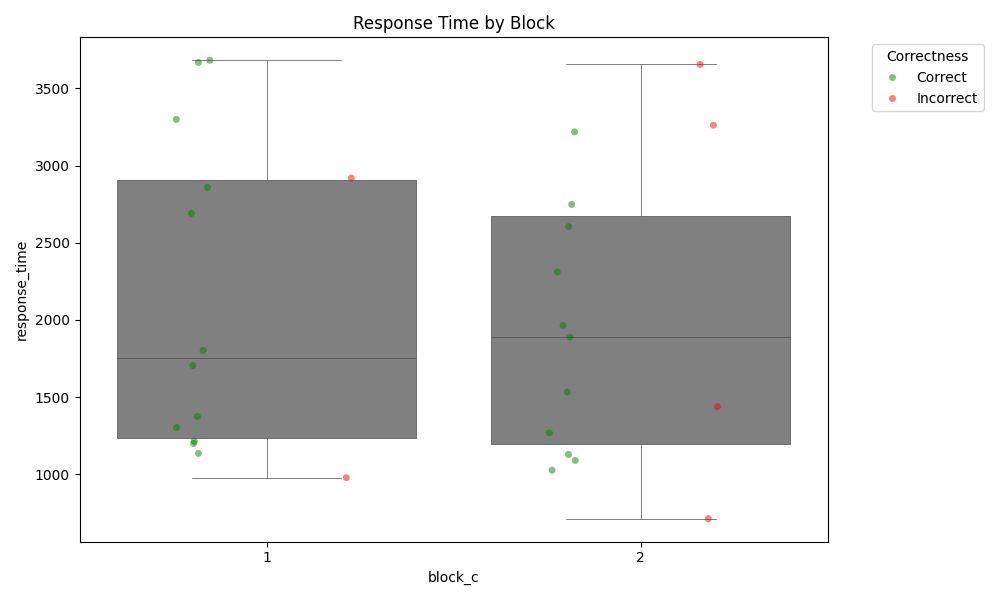 Response Time by Block
Correctness
Correct
Incorrect
response_time
3500
3000
2500
2000
1500
1000
1
2
block_c